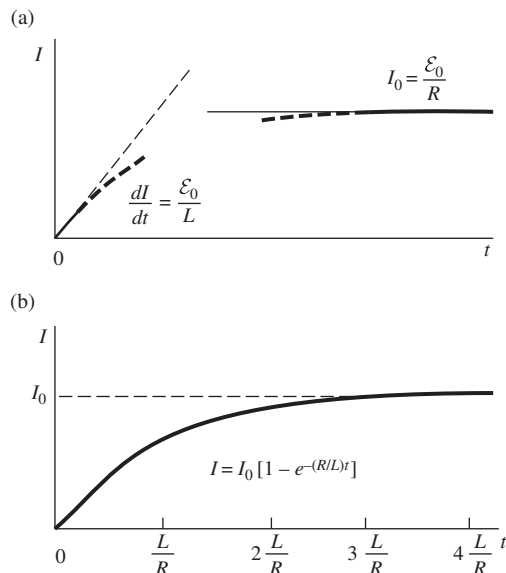 (a)
I
I₀ = ℰ₀/R
dI/dt = ℰ₀/L
0
t
(b)
I
I₀
I = I₀ [1 – e^–(R/L)t]
0
L/R
2 L/R
3 L/R
4 L/R
t